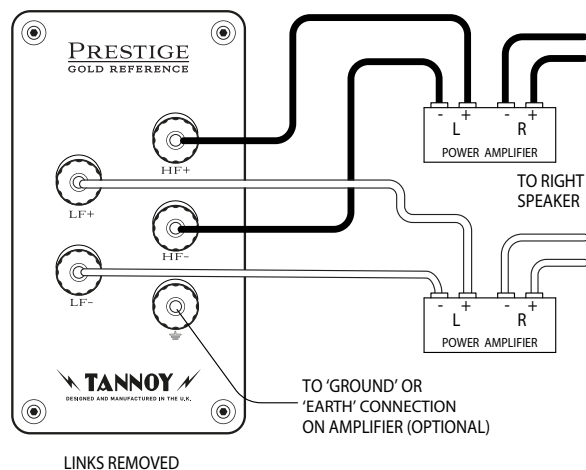 PRESTIGE
GOLD REFERENCE
HF+
LF+
HF-
LF-
TANNOY
DESIGNED AND MANUFACTURED IN THE U.K.
LINKS REMOVED
- + - +
L R
POWER AMPLIFIER
TO RIGHT
SPEAKER
- + - +
L R
POWER AMPLIFIER
TO ‘GROUND’ OR
‘EARTH’ CONNECTION
ON AMPLIFIER (OPTIONAL)